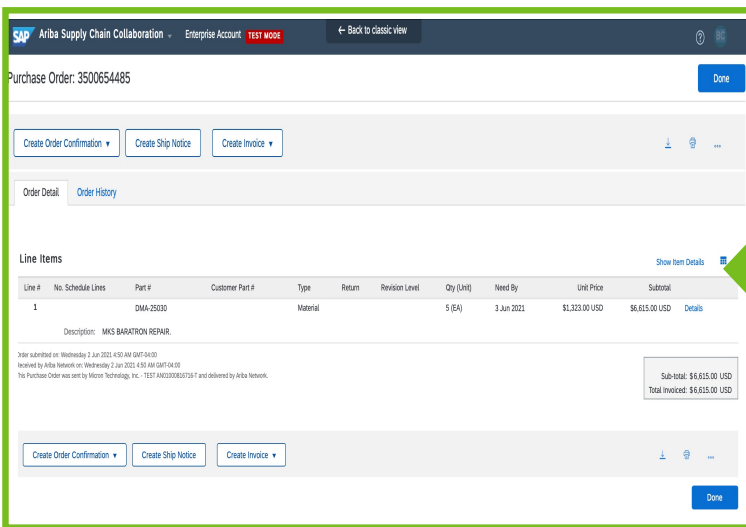 SAP Ariba Supply Chain Collaboration Enterprise Account TEST MODE ← Back to classic view ? BC
Purchase Order: 3500654485 Done
Create Order Confirmation ▼ Create Ship Notice Create Invoice ▼ ...
Order Detail Order History
Line Items Show Item Details
Line # No. Schedule Lines Part # Customer Part # Type Return Revision Level Qty (Unit) Need By Unit Price Subtotal
1 DMA-25030 Material 5 (EA) 3 Jun 2021 $1,323.00 USD $6,615.00 USD Details
Description: MKS BARATRON REPAIR.
Order submitted on: Wednesday 2 Jun 2021 4:50 AM GMT-04:00
Received by Ariba Network on: Wednesday 2 Jun 2021 4:50 AM GMT-04:00
This Purchase Order was sent by Micron Technology, Inc. - TEST AN01000816716-T and delivered by Ariba Network.
Sub-total: $6,615.00 USD
Total Invoiced: $6,615.00 USD
Create Order Confirmation ▼ Create Ship Notice Create Invoice ▼ ...
Done